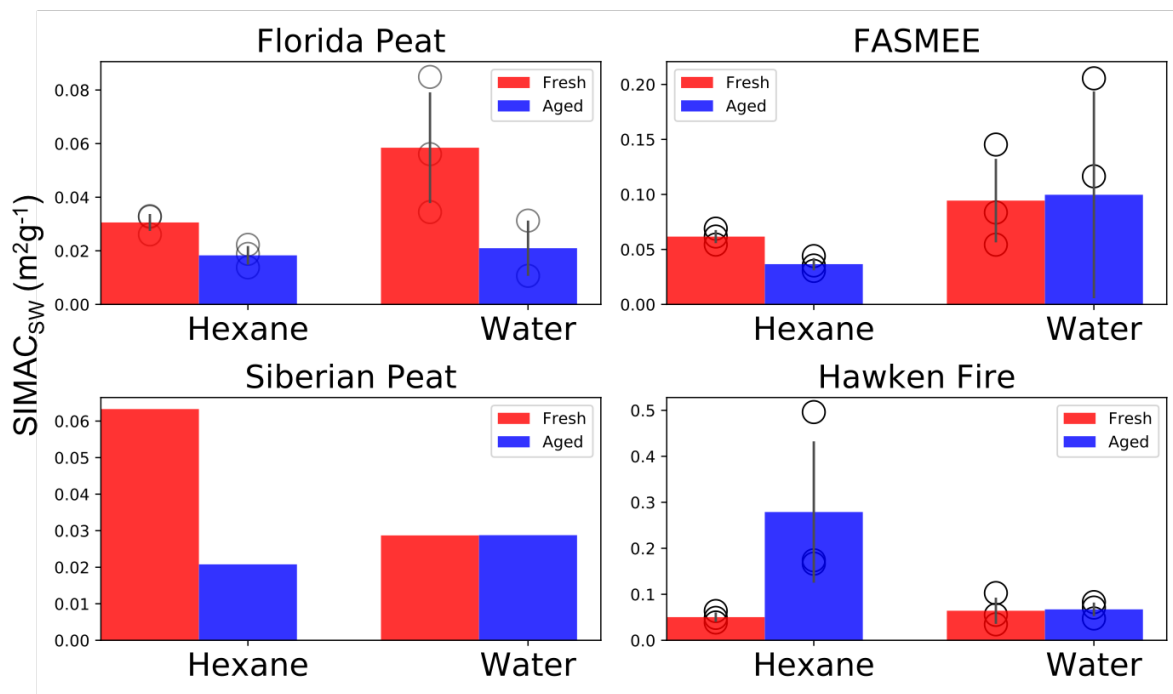 Florida Peat
FASMEE
Fresh
Aged
Fresh
Aged
0.08
0.06
0.04
0.02
0.00
0.20
0.15
0.10
0.05
0.00
Hexane
Water
Hexane
Water
SIMAC_SW (m²g⁻¹)
Siberian Peat
Hawken Fire
Fresh
Aged
Fresh
Aged
0.06
0.05
0.04
0.03
0.02
0.01
0.00
0.5
0.4
0.3
0.2
0.1
0.0
Hexane
Water
Hexane
Water